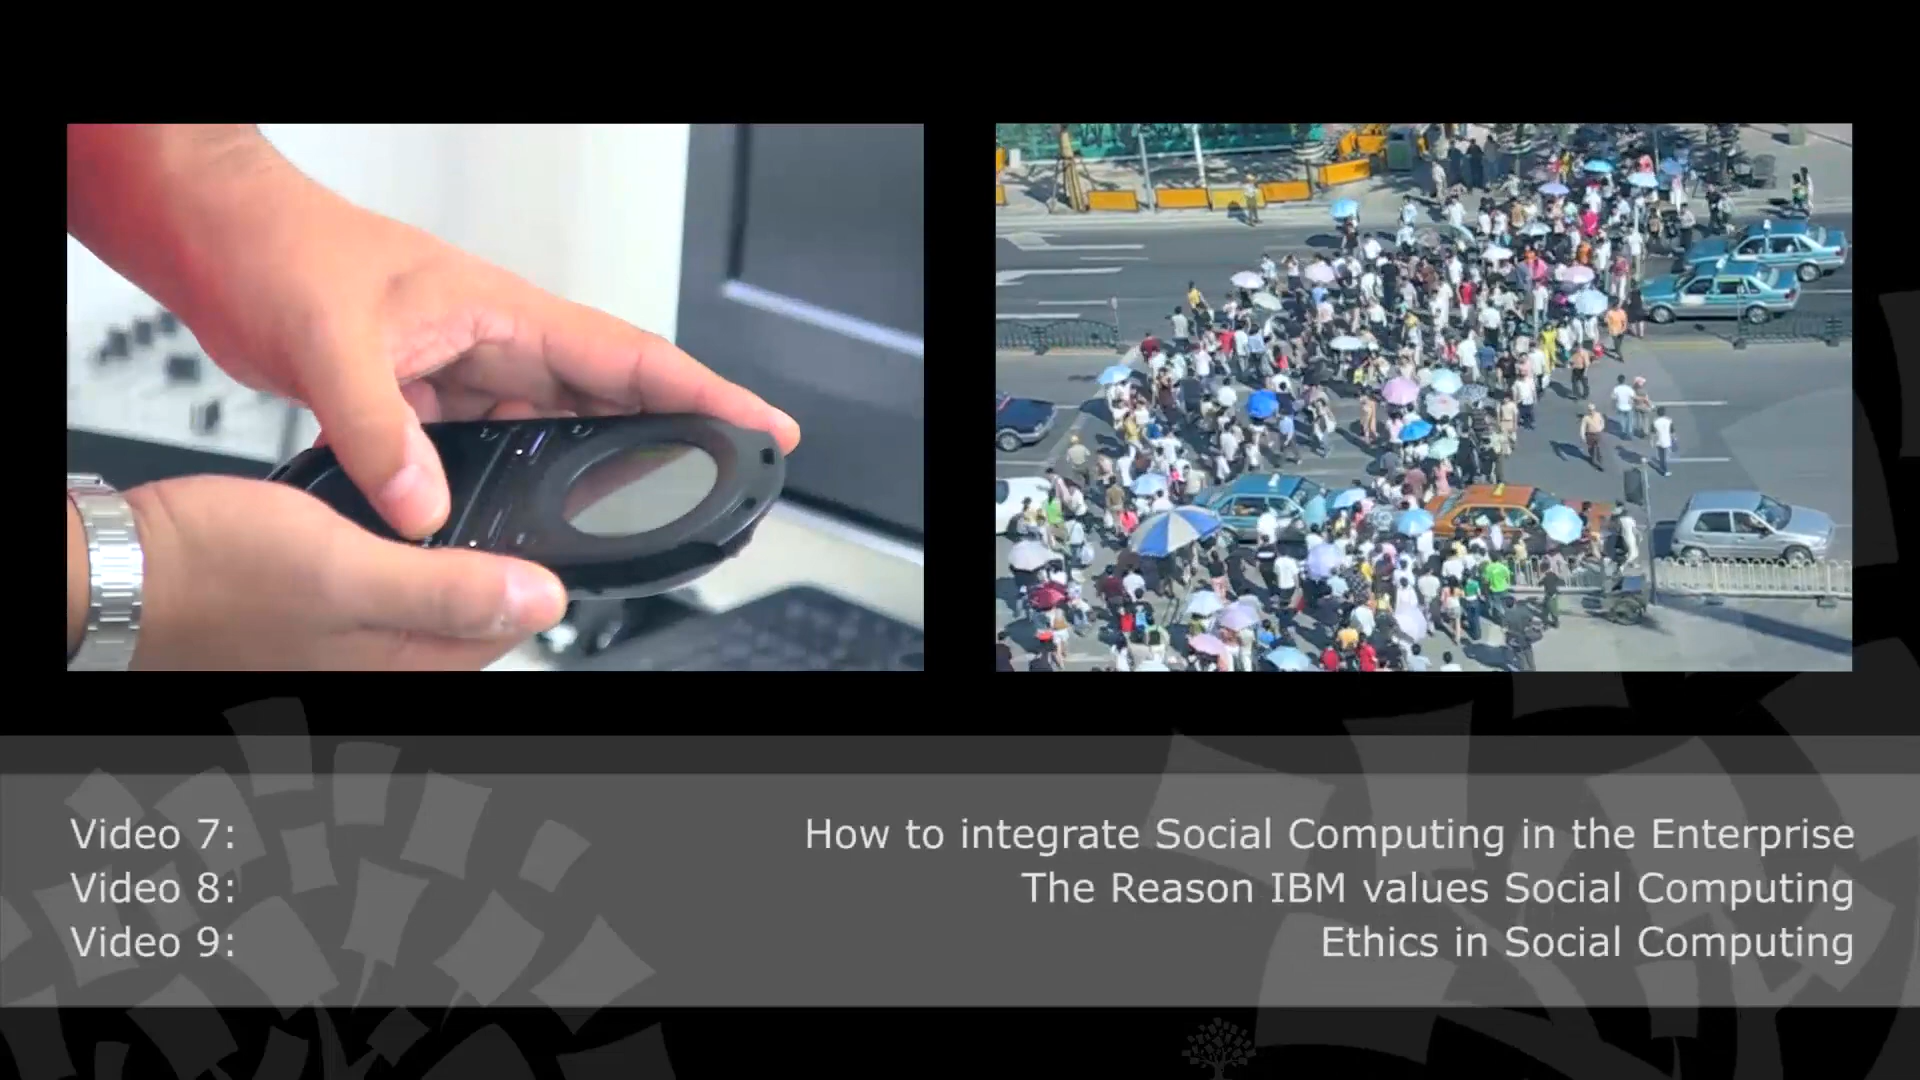 Video 7: How to integrate Social Computing in the Enterprise
Video 8: The Reason IBM values Social Computing
Video 9: Ethics in Social Computing